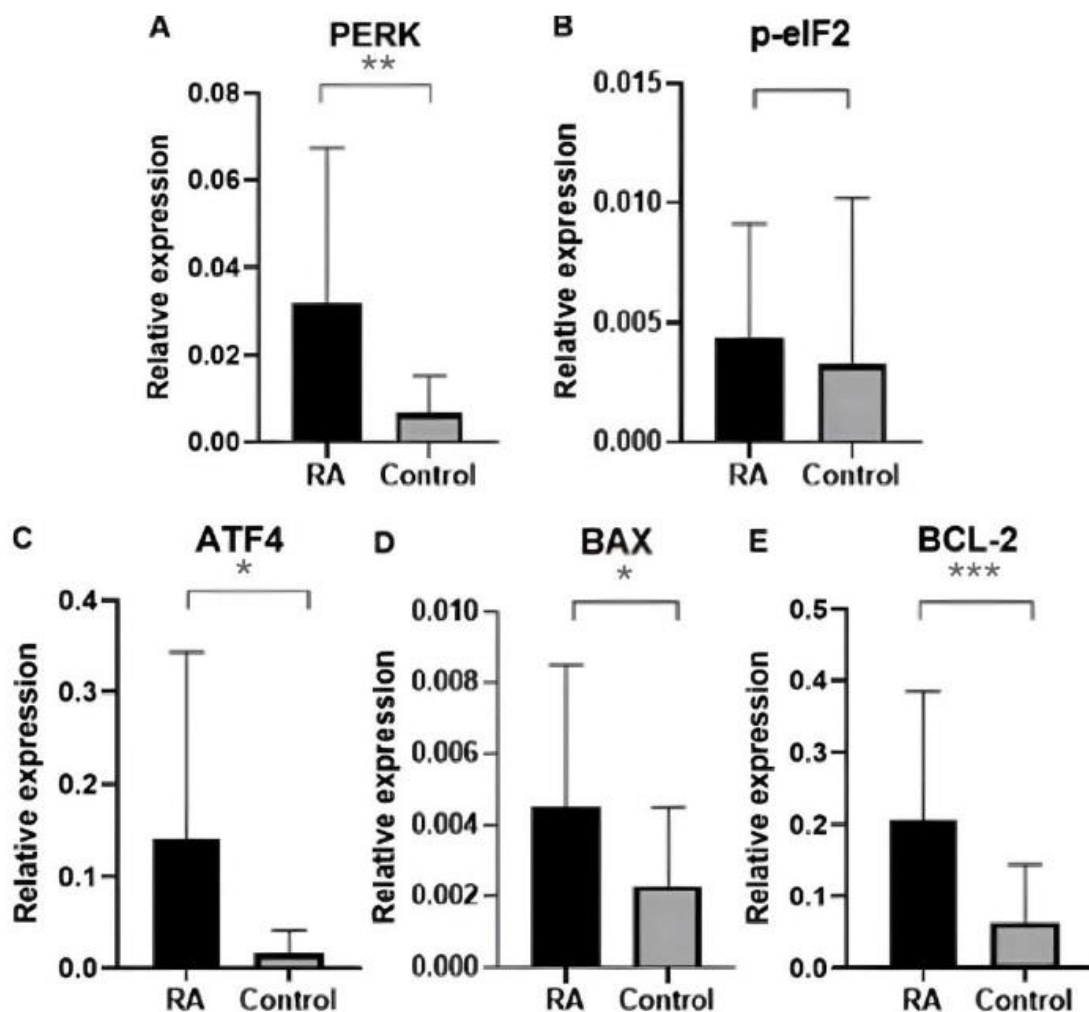 A
PERK
**
Relative expression
0.08
0.06
0.04
0.02
0.00
RA Control
B
p-eIF2
Relative expression
0.015
0.010
0.005
0.000
RA Control
C
ATF4
*
Relative expression
0.4
0.3
0.2
0.1
0.0
RA Control
D
BAX
*
Relative expression
0.010
0.008
0.006
0.004
0.002
0.000
RA Control
E
BCL-2
***
Relative expression
0.5
0.4
0.3
0.2
0.1
0.0
RA Control